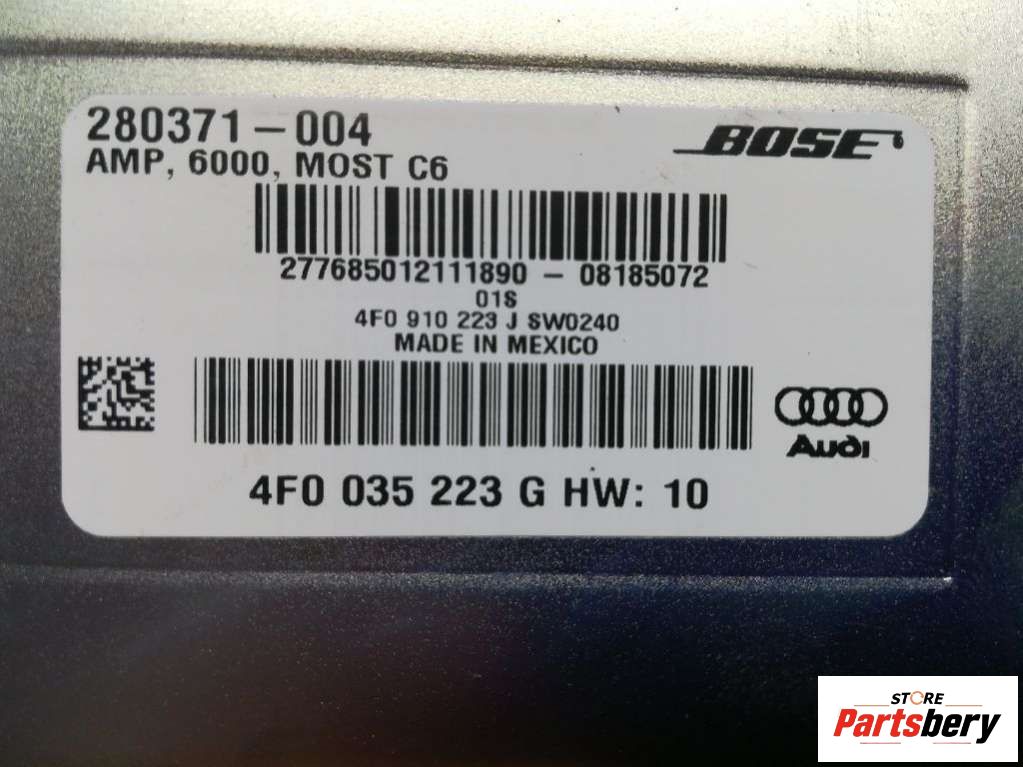 280371-004
BOSE
AMP, 6000, MOST C6
277685012111890 - 08185072
01S
4F0 910 223 J SW0240
MADE IN MEXICO
Audi
4F0 035 223 G HW: 10
STORE
Partsbery